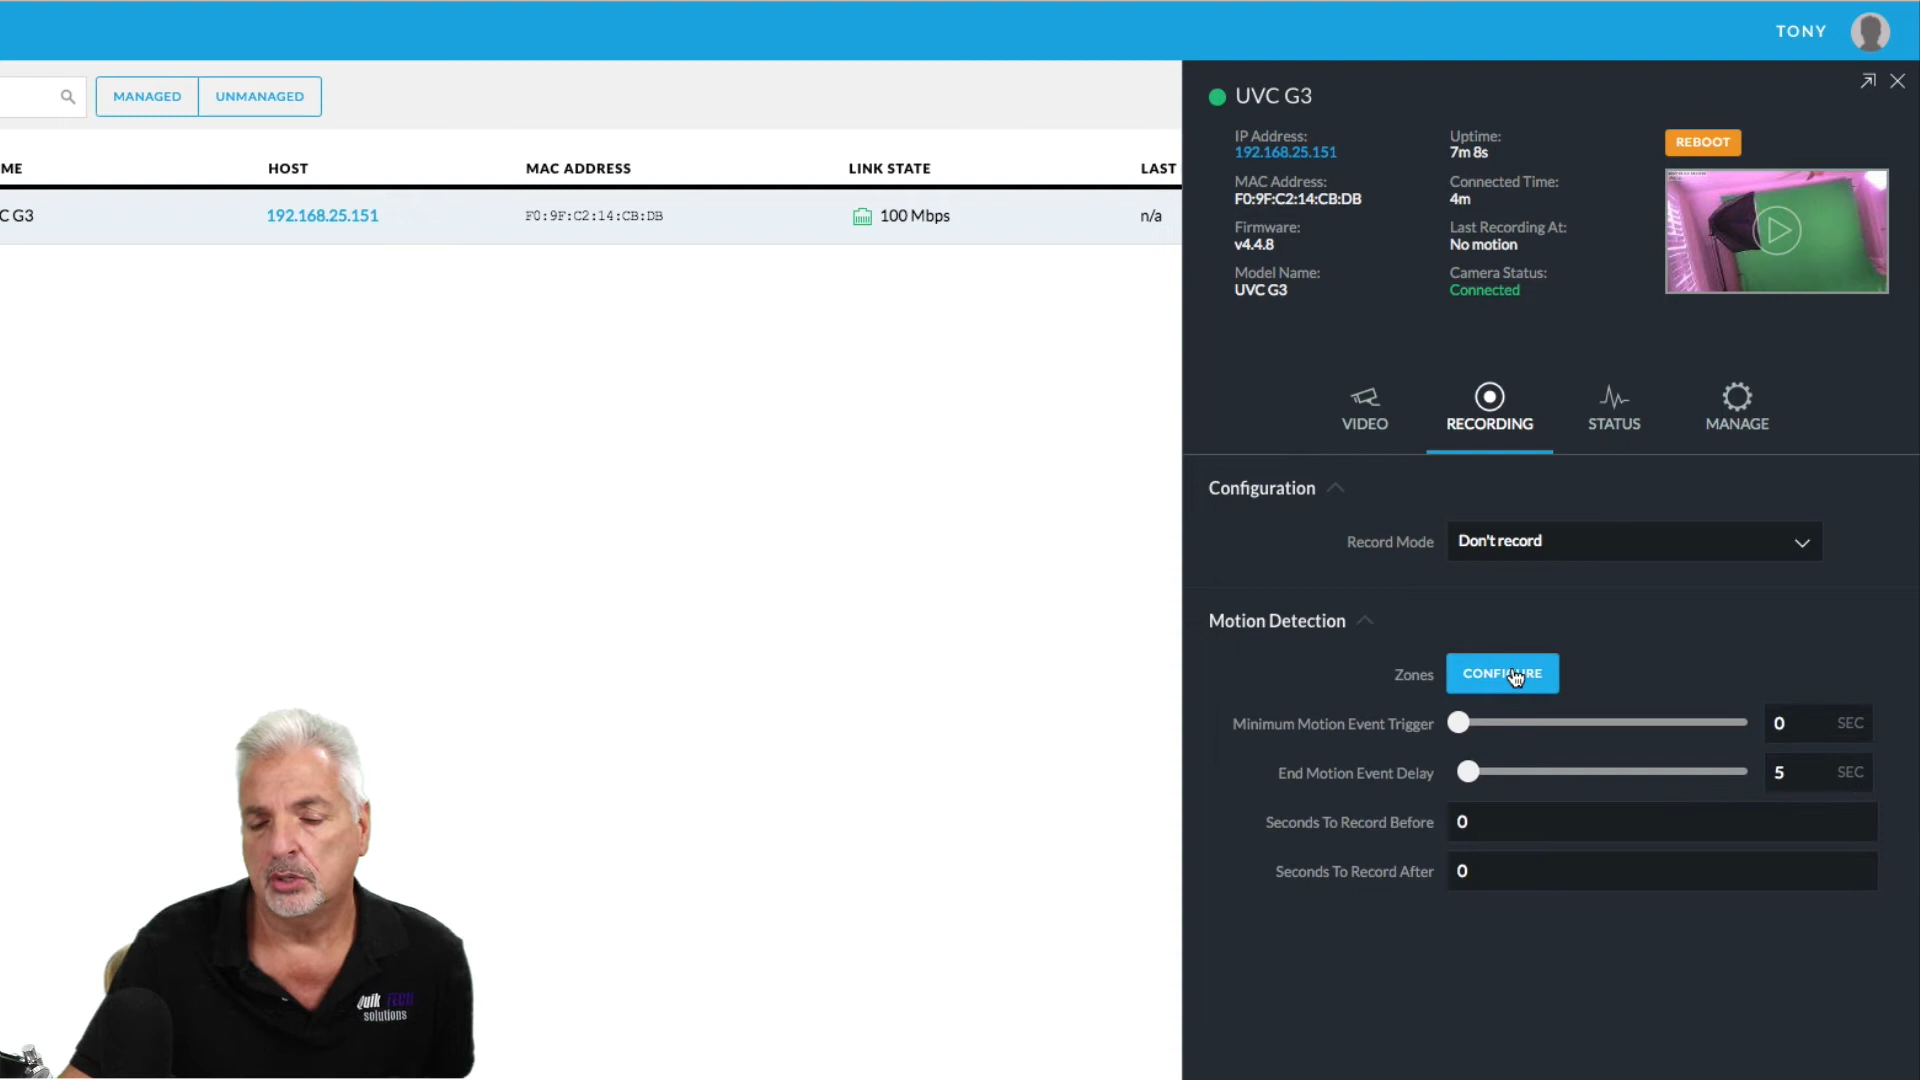 TONY
MANAGED
UNMANAGED
UVC G3
IP Address:
192.168.25.151
Uptime:
7m 8s
REBOOT
ME
HOST
MAC ADDRESS
LINK STATE
LAST
MAC Address:
F0:9F:C2:14:CB:DB
Connected Time:
4m
C G3
192.168.25.151
F0:9F:C2:14:CB:DB
100 Mbps
n/a
Firmware:
v4.4.8
Last Recording At:
No motion
Model Name:
UVC G3
Camera Status:
Connected
VIDEO
RECORDING
STATUS
MANAGE
Configuration
Record Mode
Don't record
Motion Detection
Zones
CONFIGURE
Minimum Motion Event Trigger
0 SEC
End Motion Event Delay
5 SEC
Seconds To Record Before
0
Seconds To Record After
0
Quik TECH
solutions